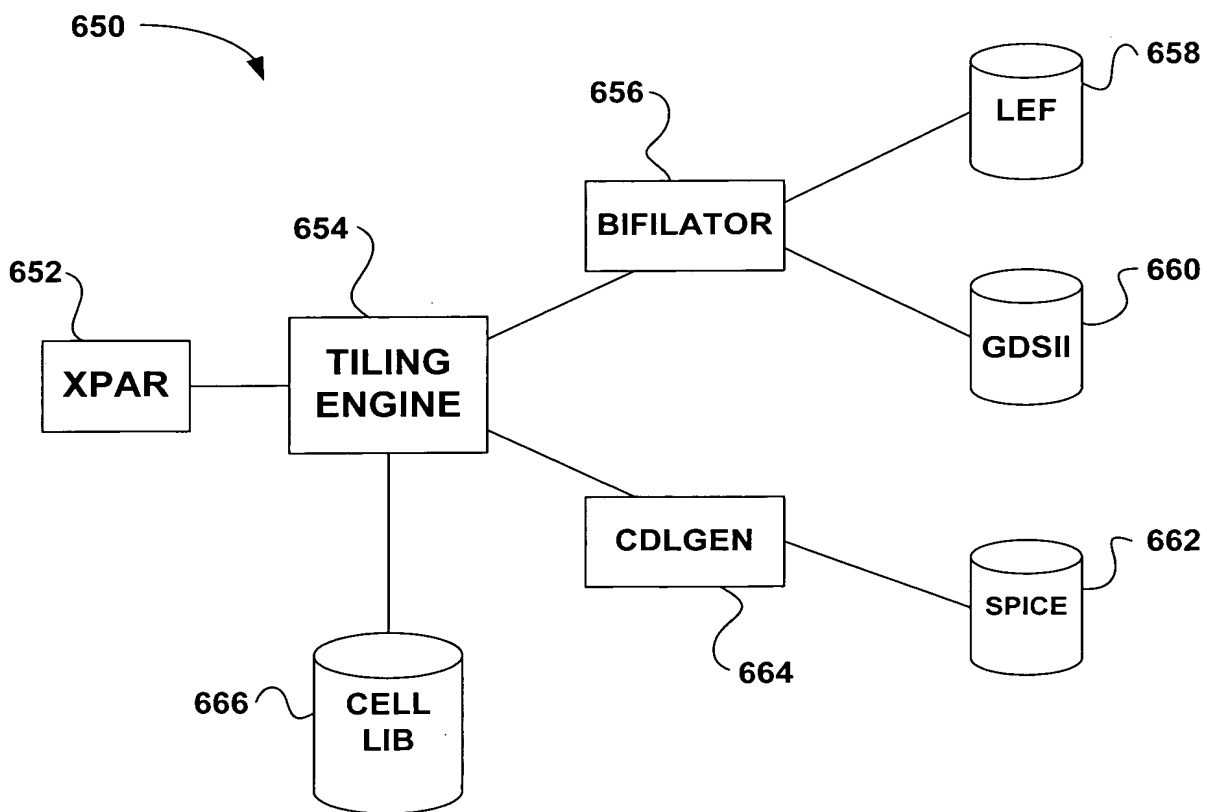 650
658
LEF
656
BIFILATOR
654
652
660
GDSII
XPAR
TILING
ENGINE
CDLGEN
662
SPICE
664
666
CELL
LIB